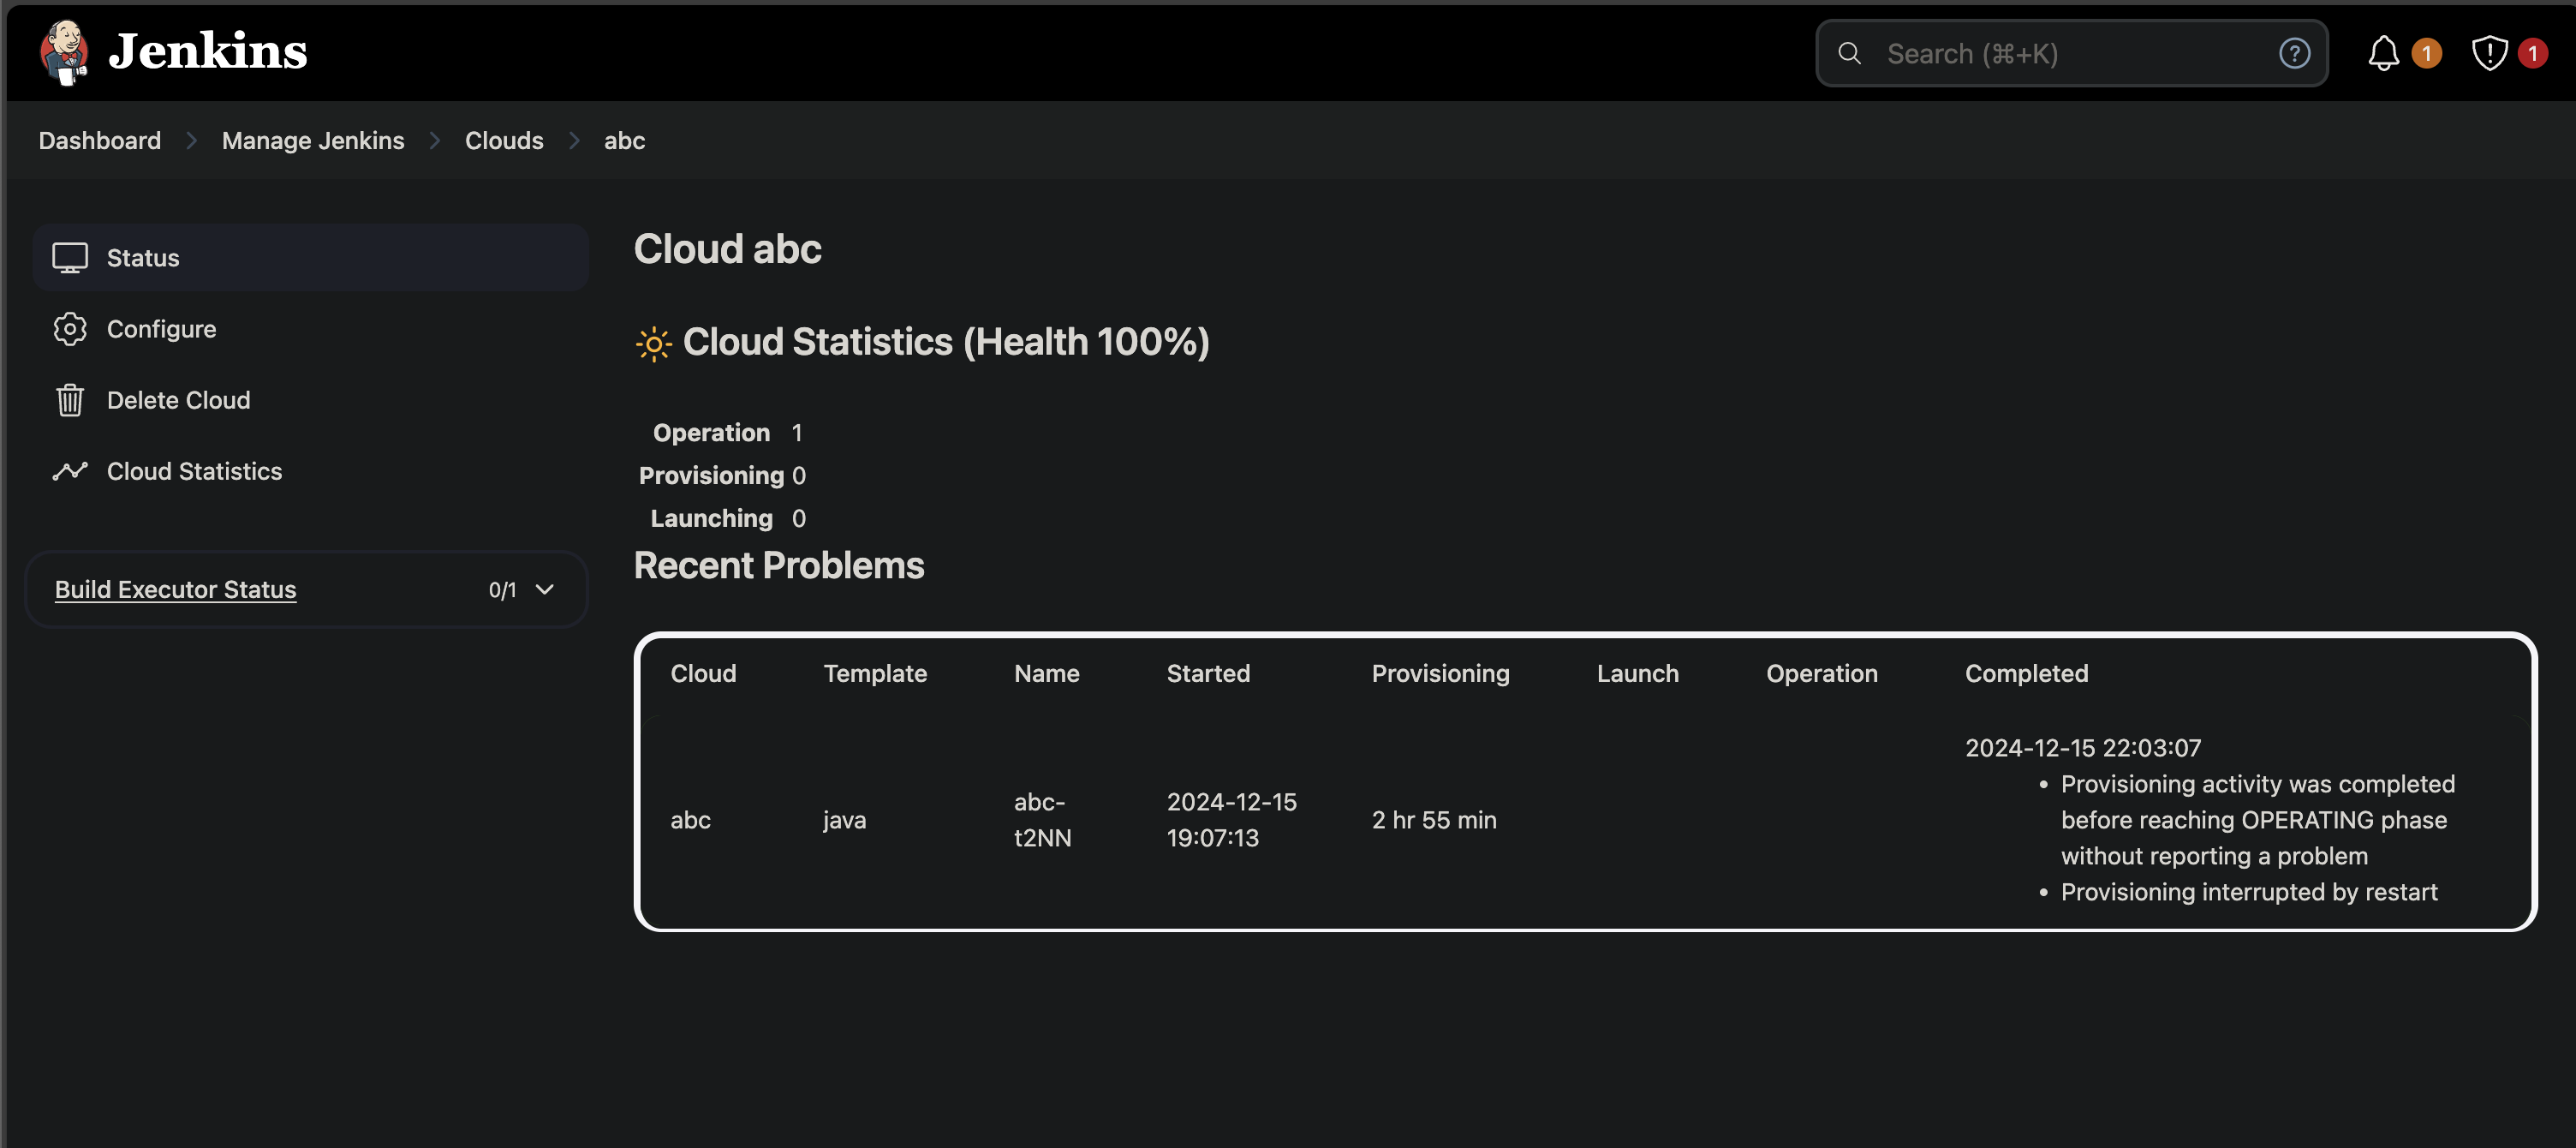 Jenkins
Search (⌘+K)
?
1
1
Dashboard > Manage Jenkins > Clouds > abc
Status
Configure
Delete Cloud
Cloud Statistics
Build Executor Status 0/1
Cloud abc
Cloud Statistics (Health 100%)
Operation 1
Provisioning 0
Launching 0
Recent Problems
Cloud Template Name Started Provisioning Launch Operation Completed
abc
java
abc-
t2NN
2024-12-15
19:07:13
2 hr 55 min
2024-12-15 22:03:07
• Provisioning activity was completed
before reaching OPERATING phase
without reporting a problem
• Provisioning interrupted by restart